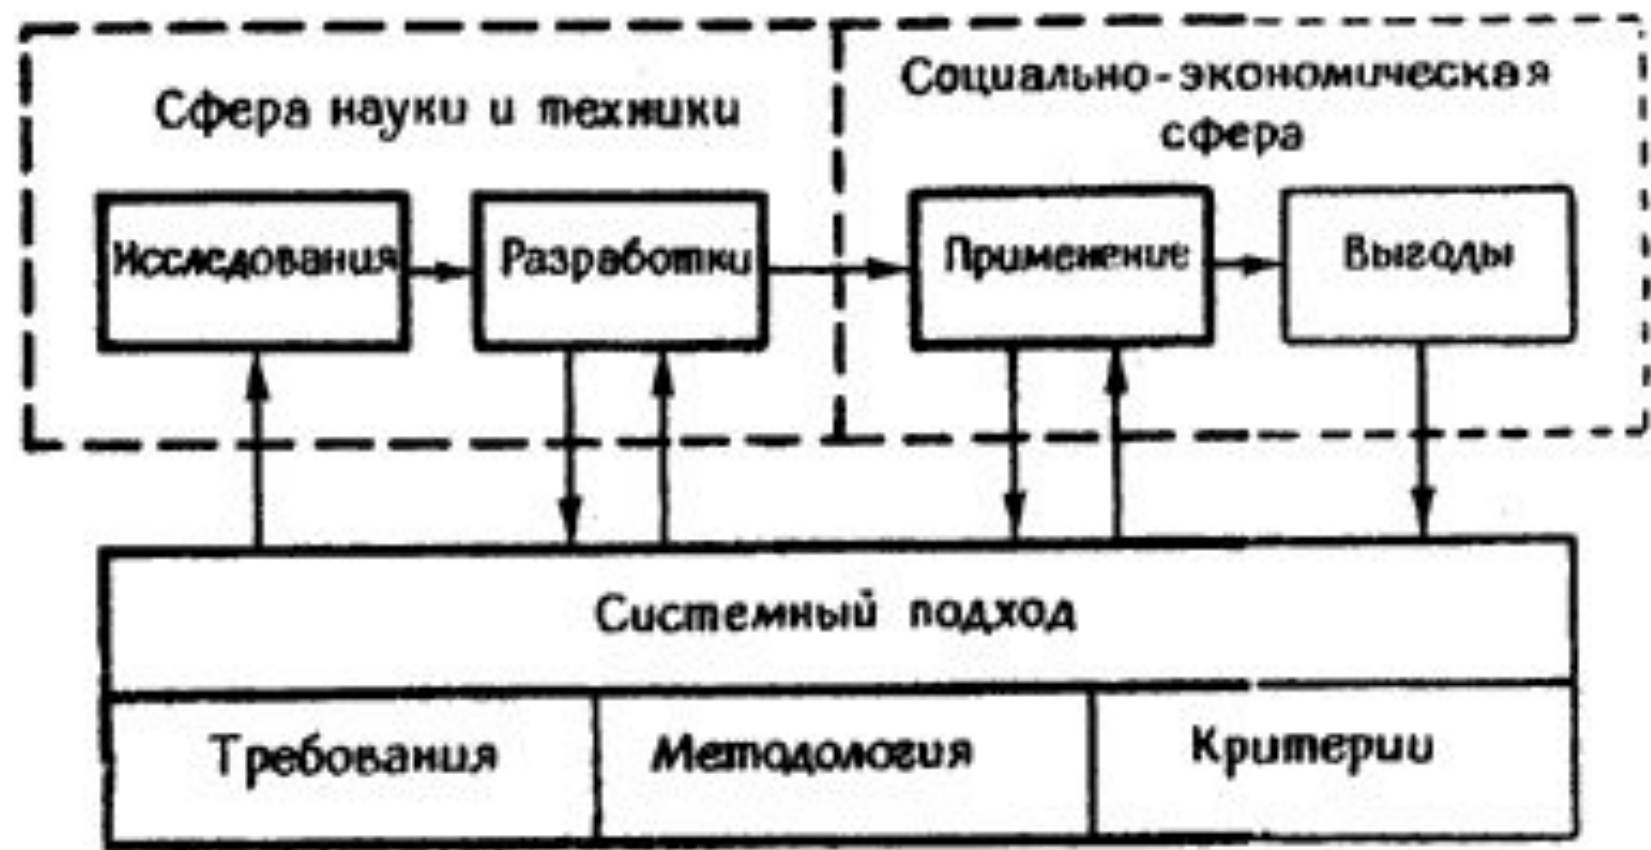 Сфера науки и техники
Социально-экономическая
сфера
Исследования
Разработки
Применение
Выгоды
Системный подход
Требования
Методология
Критерии